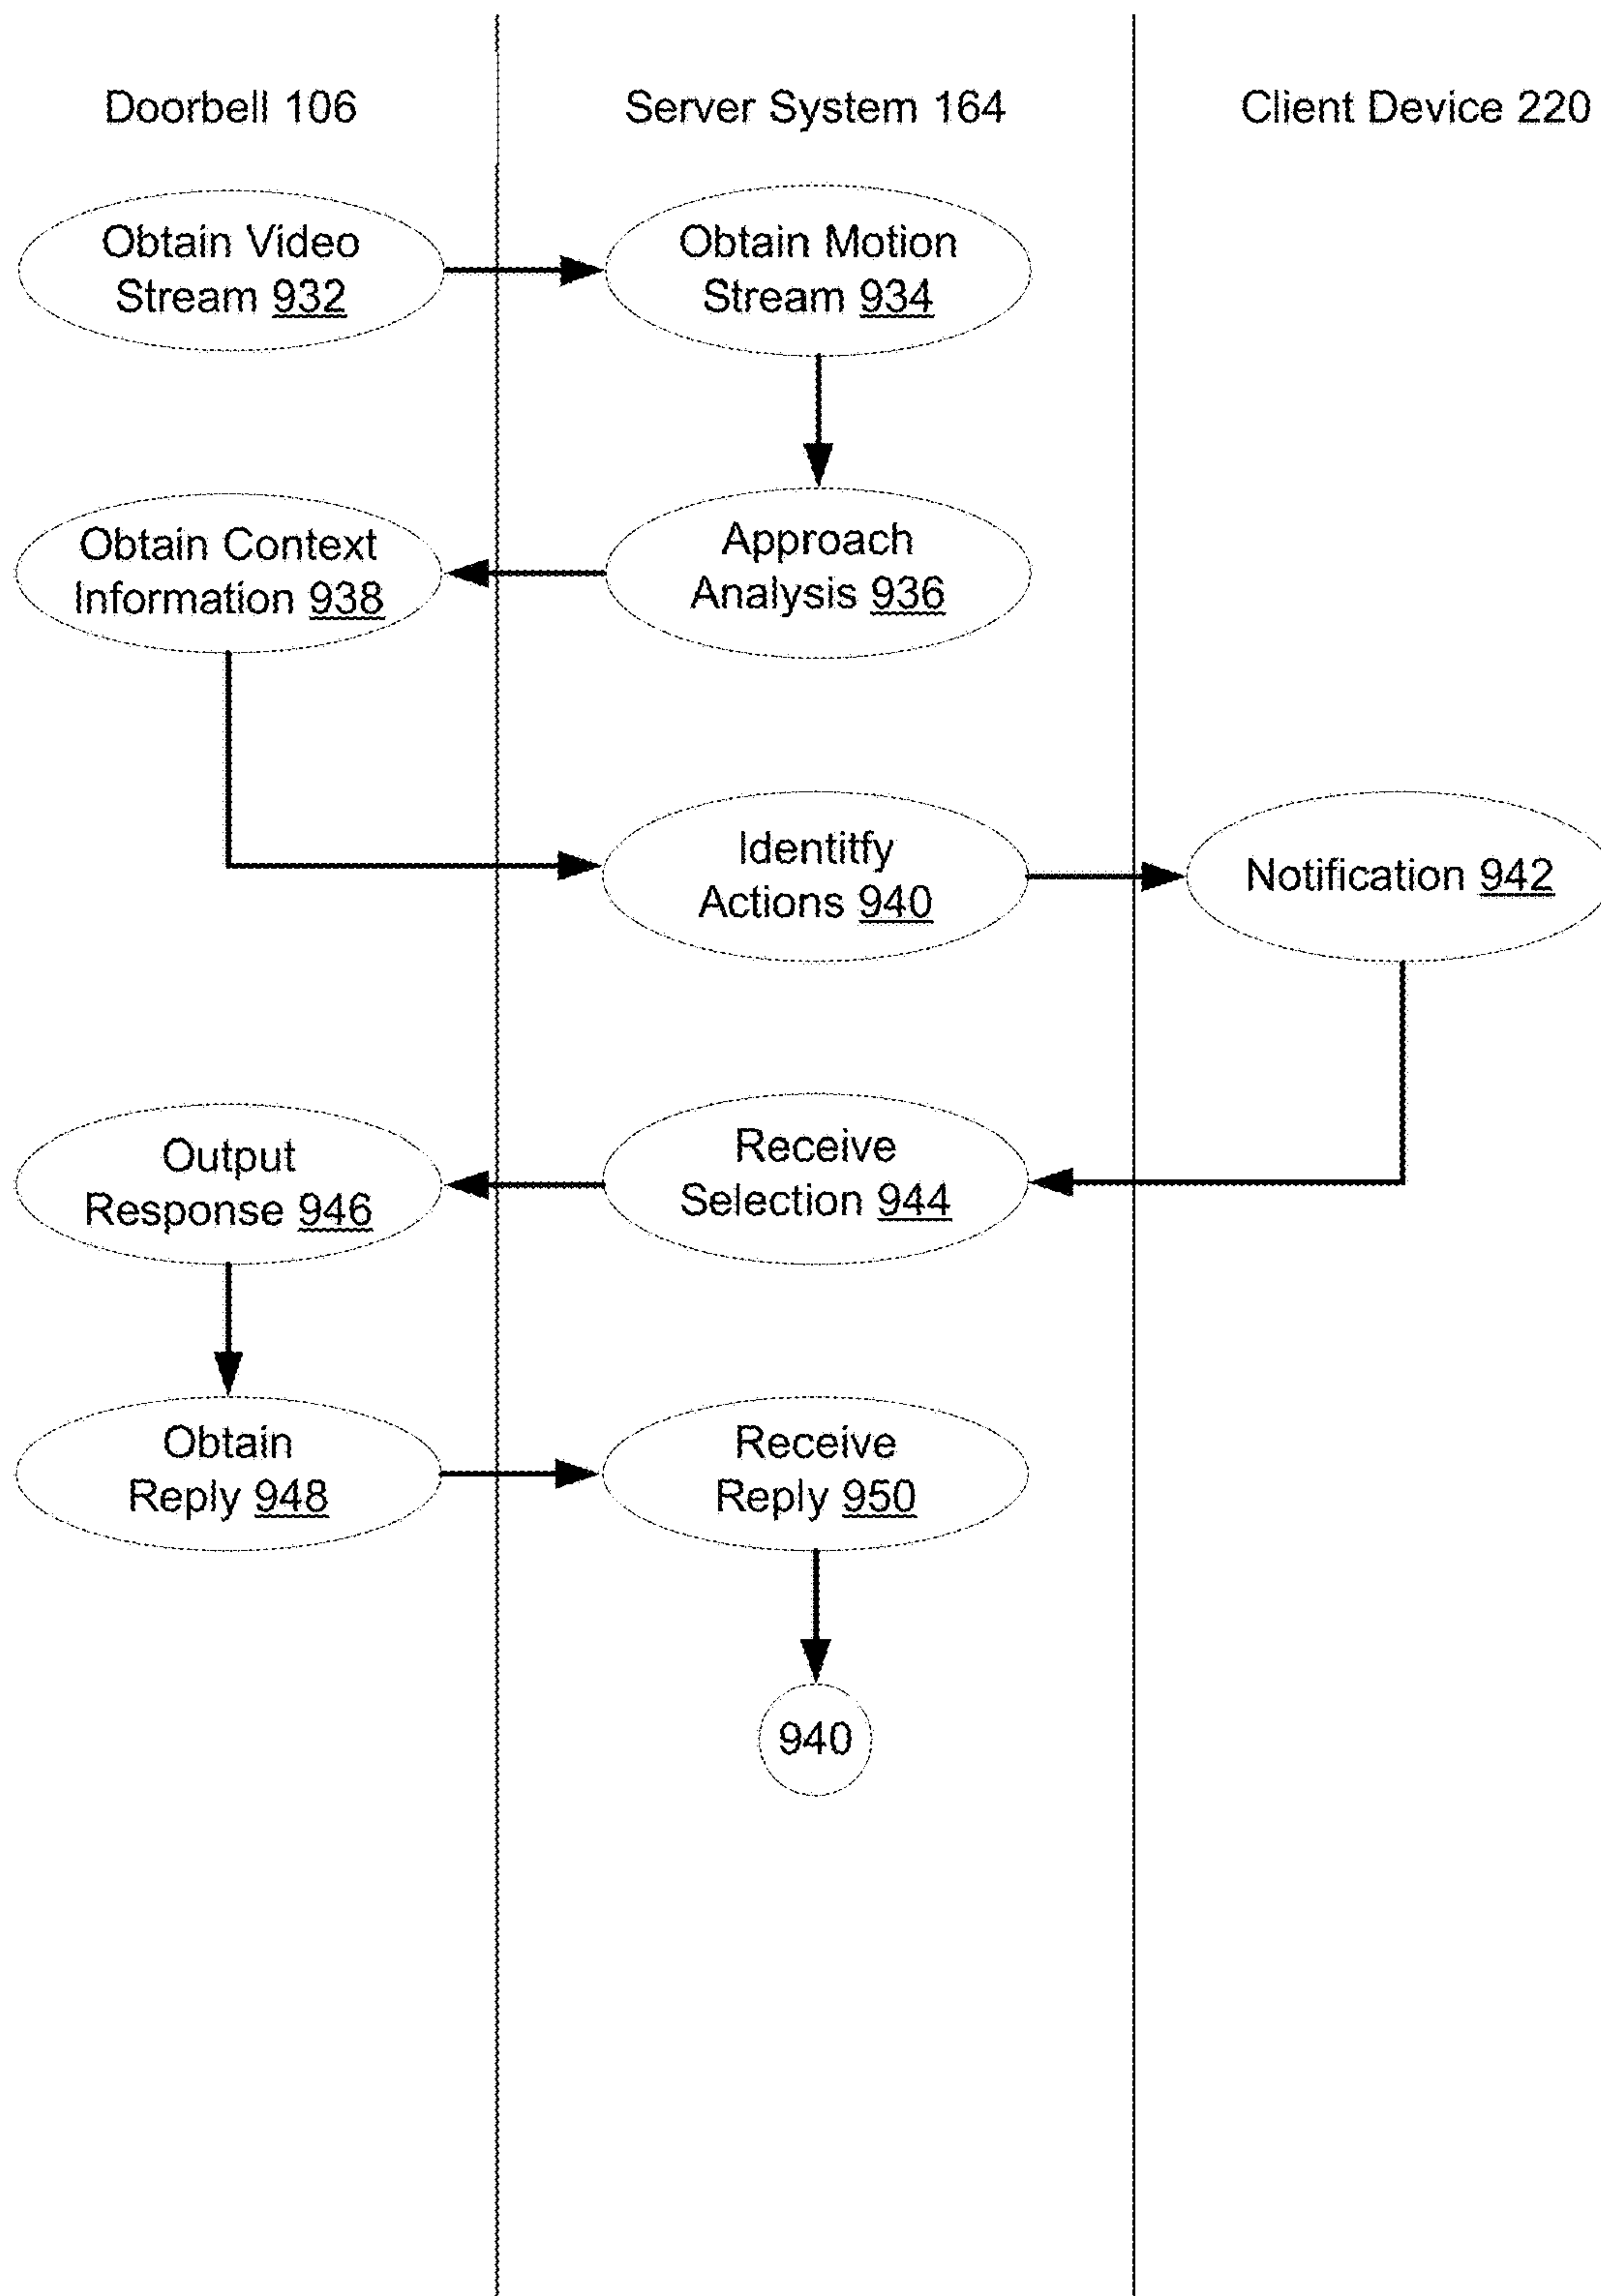 Doorbell 106
Server System 164
Client Device 220
Obtain Video
Stream 932
Obtain Motion
Stream 934
Obtain Context
Information 938
Approach
Analysis 936
Identitfy
Actions 940
Notification 942
Output
Response 946
Receive
Selection 944
Obtain
Reply 948
Receive
Reply 950
940